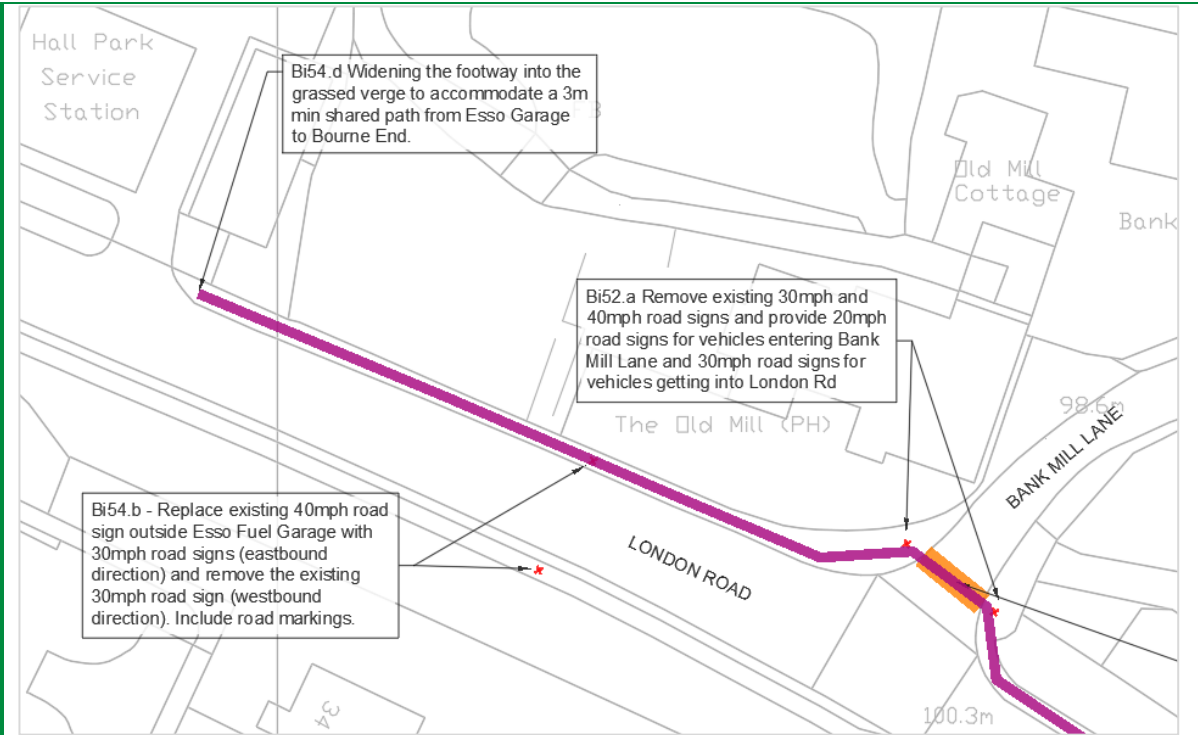 Hall Park
Service
Station
Bi54.d Widening the footway into the
grassed verge to accommodate a 3m
min shared path from Esso Garage
to Bourne End.
Old Mill
Cottage
Bank
Bi52.a Remove existing 30mph and
40mph road signs and provide 20mph
road signs for vehicles entering Bank
Mill Lane and 30mph road signs for
vehicles getting into London Rd
The Old Mill (PH)
98.6m
BANK MILL LANE
Bi54.b - Replace existing 40mph road
sign outside Esso Fuel Garage with
30mph road signs (eastbound
direction) and remove the existing
30mph road sign (westbound
direction). Include road markings.
LONDON ROAD
34
100.3m